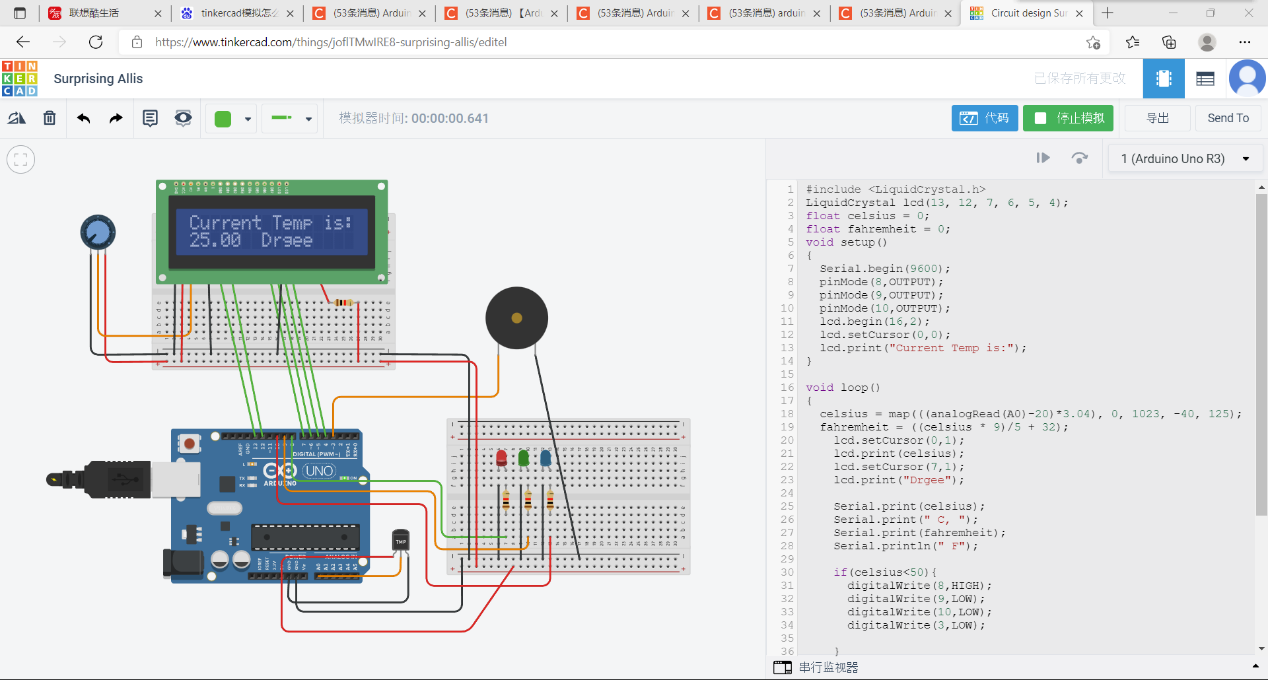 联想酷生活
tinkercad模拟怎么
(53条消息) Arduin
(53条消息) 【Ard
(53条消息) Arduin
(53条消息) arduin
(53条消息) Arduin
Circuit design Sur
https://www.tinkercad.com/things/joflTMwIRE8-surprising-allis/editel
TIN
KER
CAD
Surprising Allis
已保存所有更改
模拟器时间: 00:00:00.641
代码
停止模拟
导出
Send To
1 (Arduino Uno R3)
Current Temp is:
25.00 Drgee
DIGITAL (PWM~)
UNO
ARDUINO
TMP
1 #include <LiquidCrystal.h>
2 LiquidCrystal lcd(13, 12, 7, 6, 5, 4);
3 float celsius = 0;
4 float fahremheit = 0;
5 void setup()
6 {
7 Serial.begin(9600);
8 pinMode(8,OUTPUT);
9 pinMode(9,OUTPUT);
10 pinMode(10,OUTPUT);
11 lcd.begin(16,2);
12 lcd.setCursor(0,0);
13 lcd.print("Current Temp is:");
14 }
15
16 void loop()
17 {
18 celsius = map(((analogRead(A0)-20)*3.04), 0, 1023, -40, 125);
19 fahremheit = ((celsius * 9)/5 + 32);
20 lcd.setCursor(0,1);
21 lcd.print(celsius);
22 lcd.setCursor(7,1);
23 lcd.print("Drgee");
24
25 Serial.print(celsius);
26 Serial.print(" C, ");
27 Serial.print(fahremheit);
28 Serial.println(" F");
29
30 if(celsius<50){
31 digitalWrite(8,HIGH);
32 digitalWrite(9,LOW);
33 digitalWrite(10,LOW);
34 digitalWrite(3,LOW);
35
36 }
串行监视器